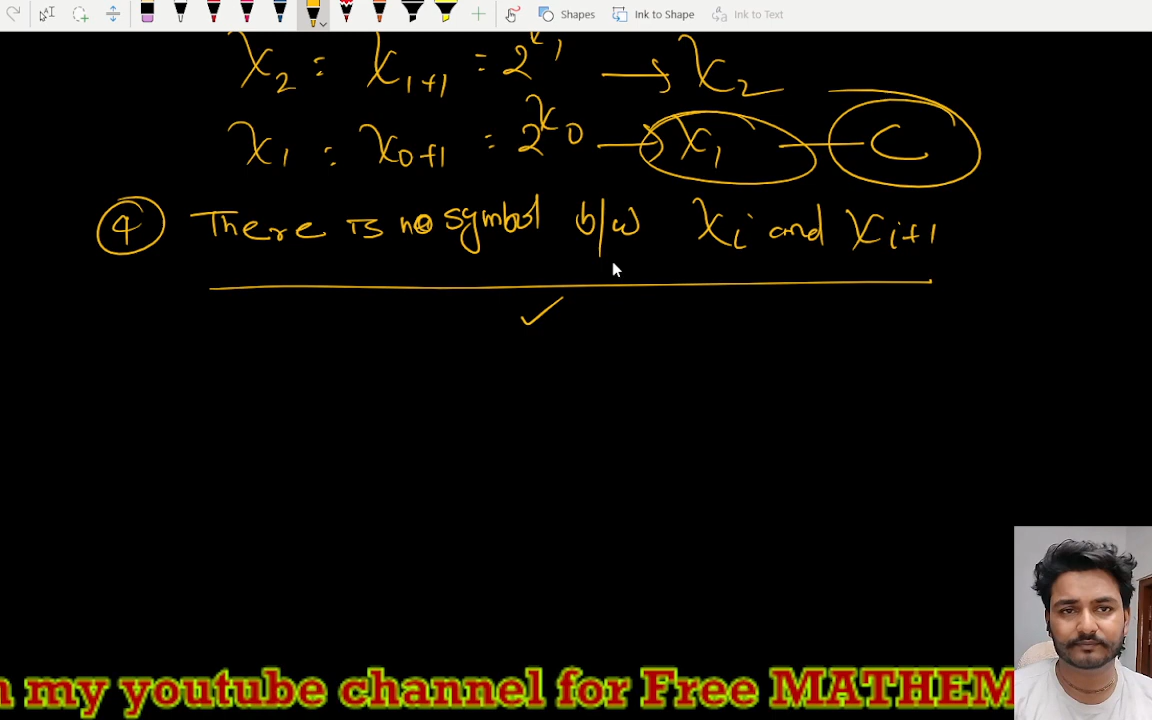 Shapes Ink to Shape Ink to Text
X₂ : X₁₊₁ : 2^X₁ → X₂
X₁ : X₀₊₁ : 2^X₀ → X₁ — C
④ There is no symbol b/w Xᵢ and Xᵢ₊₁
n my youtube channel for Free MATHEM